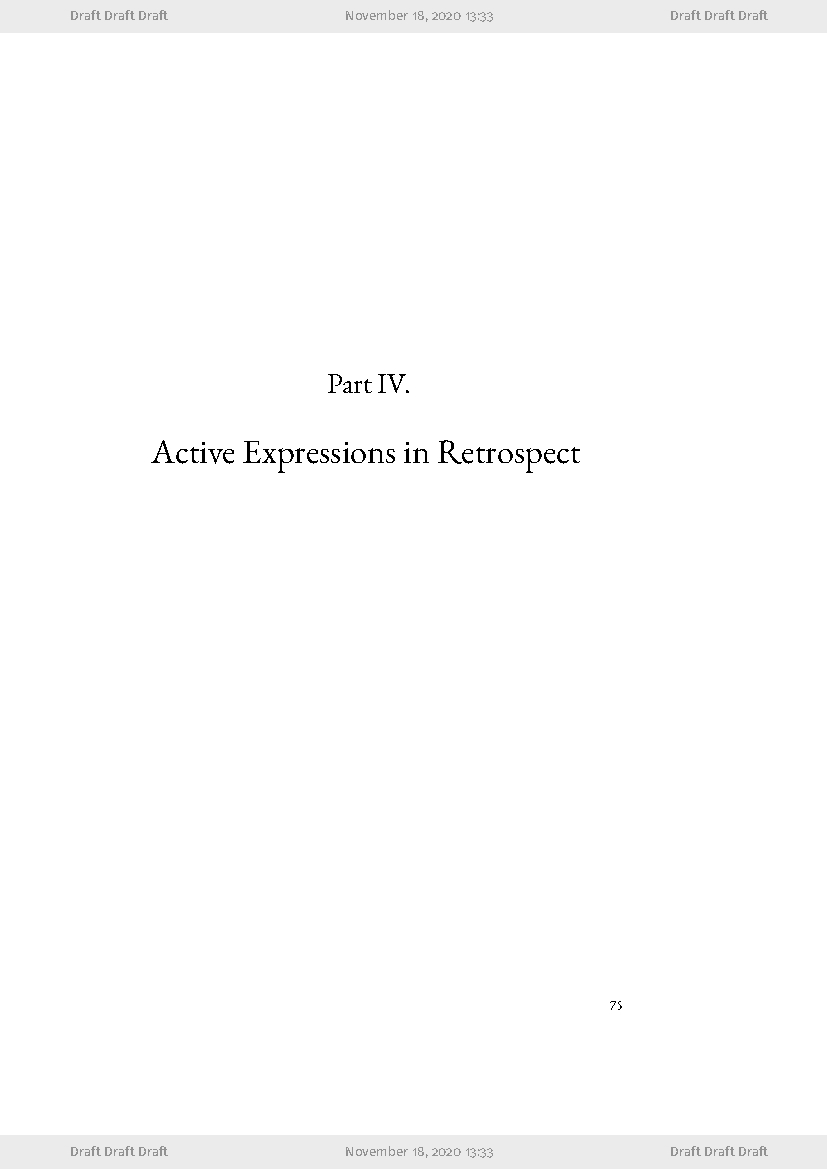 Draft Draft Draft November 18, 2020 13:33 Draft Draft Draft
Part IV.
Active Expressions in Retrospect
75
Draft Draft Draft November 18, 2020 13:33 Draft Draft Draft